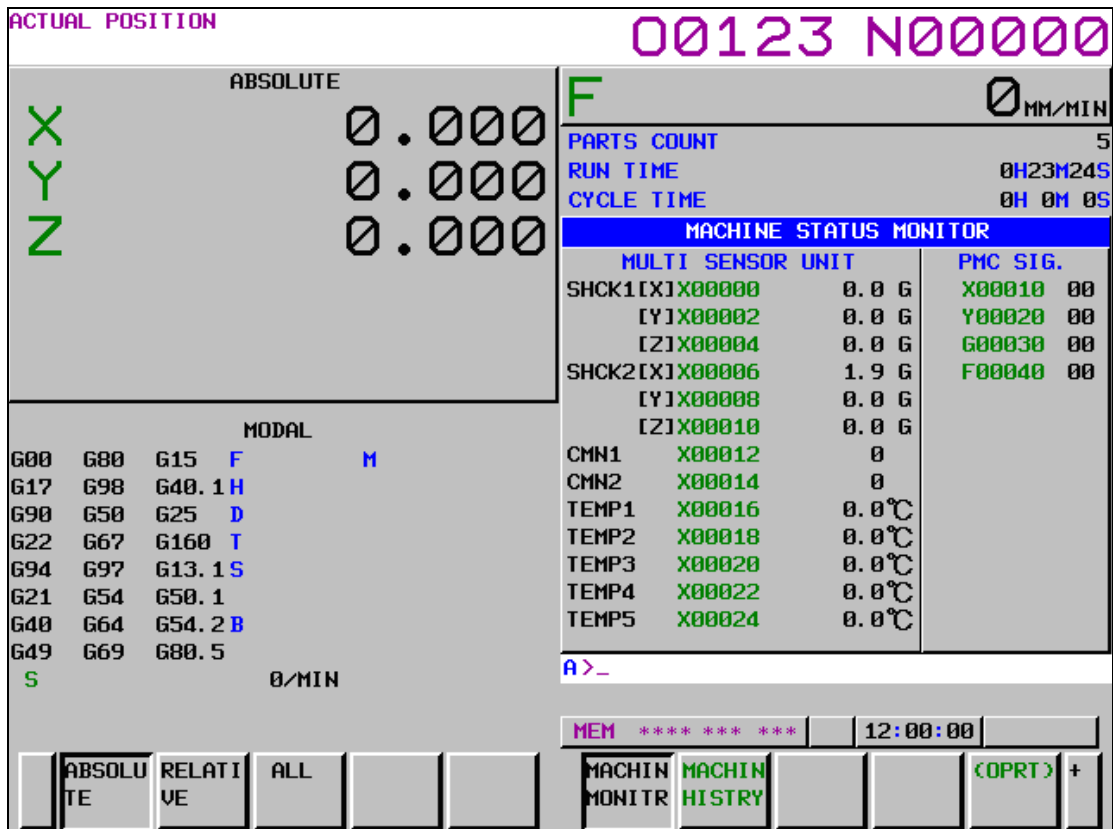 ACTUAL POSITION
O0123 N00000
ABSOLUTE
X 0.000
Y 0.000
Z 0.000
F 0 MM/MIN
PARTS COUNT 5
RUN TIME 0H23M24S
CYCLE TIME 0H 0M 0S
MACHINE STATUS MONITOR
MULTI SENSOR UNIT PMC SIG.
SHCK1[X]X00000 0.0 G X00010 00
[Y]X00002 0.0 G Y00020 00
[Z]X00004 0.0 G G00030 00
SHCK2[X]X00006 1.9 G F00040 00
[Y]X00008 0.0 G
[Z]X00010 0.0 G
CMN1 X00012 0
CMN2 X00014 0
TEMP1 X00016 0.0℃
TEMP2 X00018 0.0℃
TEMP3 X00020 0.0℃
TEMP4 X00022 0.0℃
TEMP5 X00024 0.0℃
MODAL
G00 G80 G15 F M
G17 G98 G40.1 H
G90 G50 G25 D
G22 G67 G160 T
G94 G97 G13.1 S
G21 G54 G50.1
G40 G64 G54.2 B
G49 G69 G80.5
S 0/MIN
A>_
MEM **** *** *** 12:00:00
ABSOLU RELATI ALL MACHIN MACHIN (OPRT) +
TE VE MONITR HISTRY